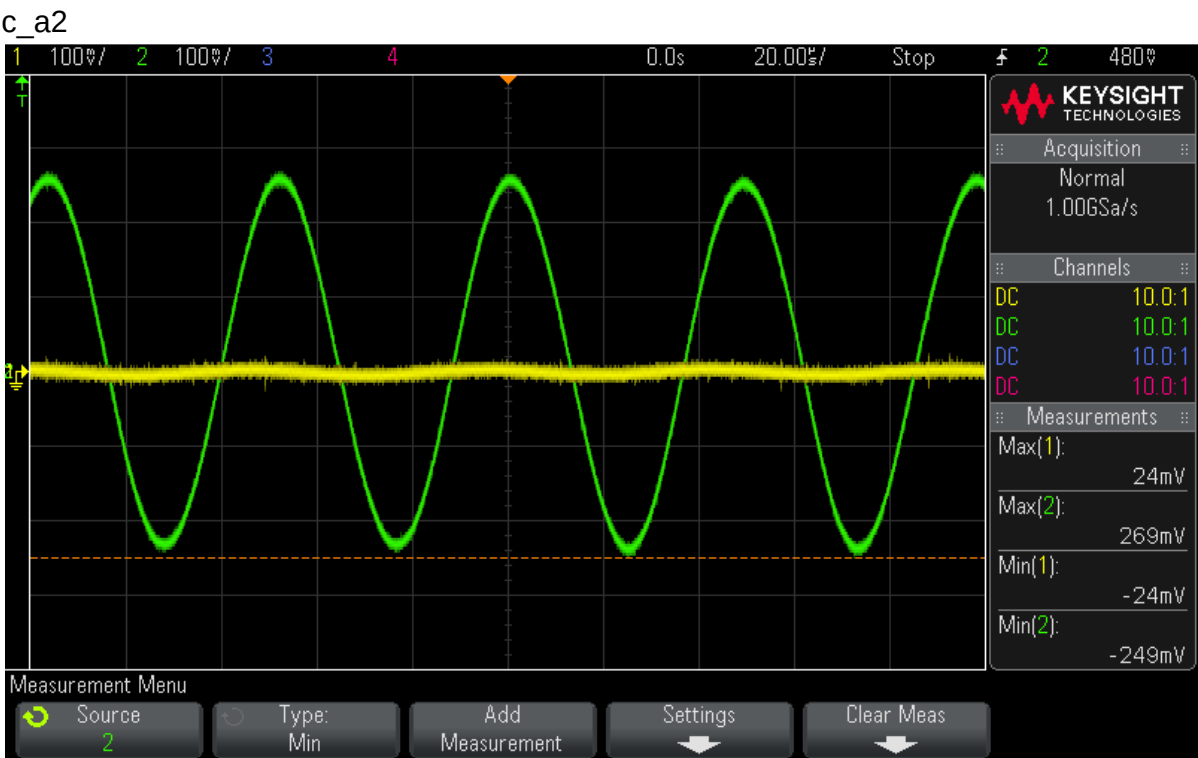 c_a2
1 100mV/ 2 100mV/ 3 4 0.0s 20.00µs/ Stop 2 480mV
T
KEYSIGHT
TECHNOLOGIES
Acquisition
Normal
1.00GSa/s
Channels
DC 10.0:1
DC 10.0:1
DC 10.0:1
DC 10.0:1
Measurements
Max(1):
24mV
Max(2):
269mV
Min(1):
-24mV
Min(2):
-249mV
Measurement Menu
Source
2
Type:
Min
Add
Measurement
Settings
Clear Meas